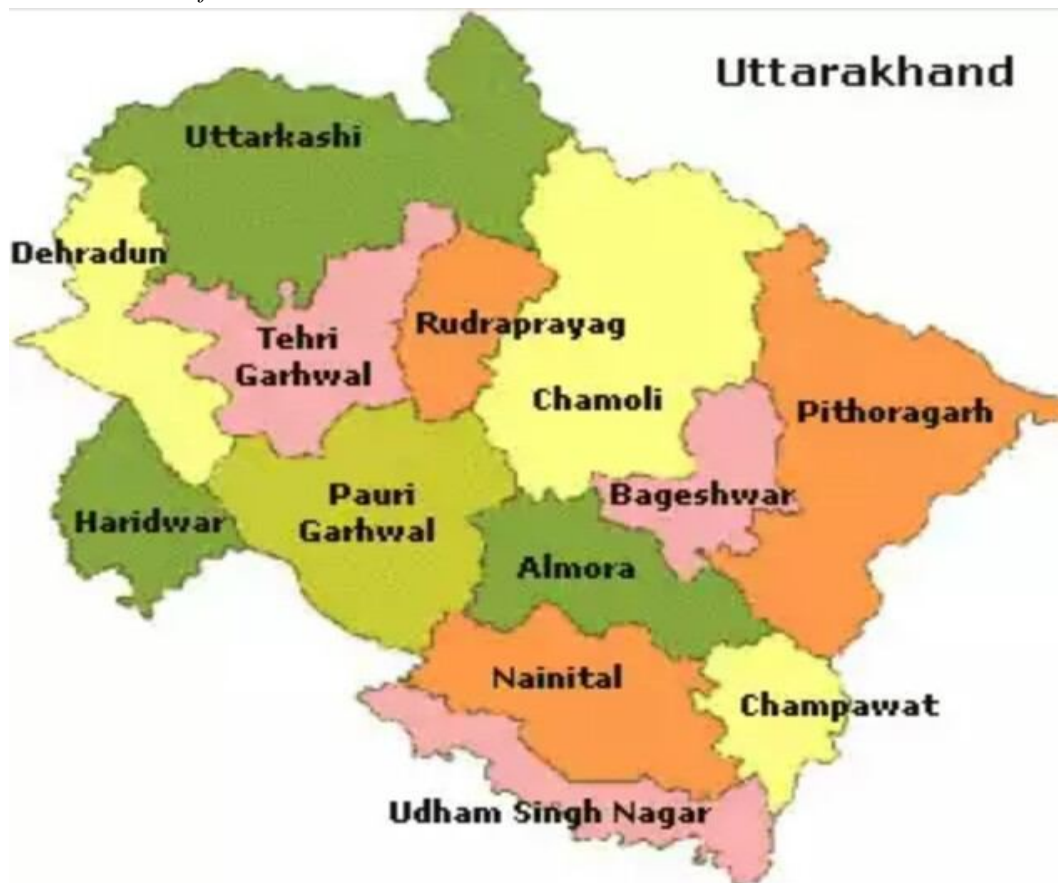 Uttarakhand
Uttarkashi
Dehradun
Tehri
Garhwal
Rudraprayag
Chamoli
Pithoragarh
Pauri
Garhwal
Bageshwar
Haridwar
Almora
Nainital
Champawat
Udham Singh Nagar